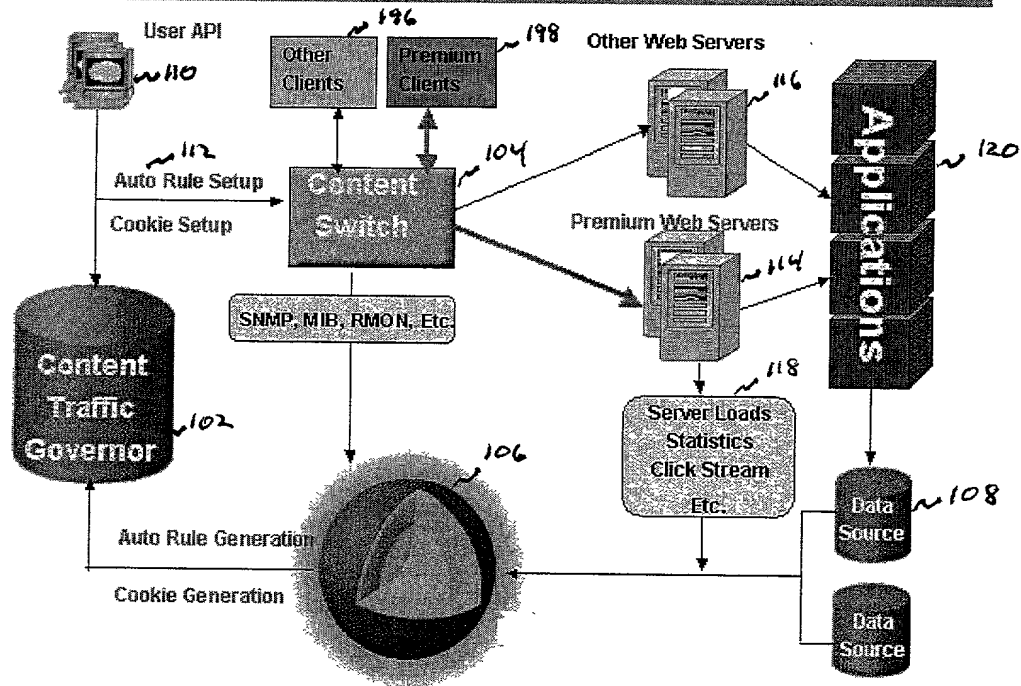 User API
110
196
Other
Clients
198
Premium
Clients
Other Web Servers
116
Applications
120
112
Auto Rule Setup
Cookie Setup
104
Content
Switch
Premium Web Servers
114
SNMP, MIB, RMON, Etc.
Content
Traffic
Governor
102
118
Server Loads
Statistics
Click Stream
Etc.
106
Data
Source
108
Auto Rule Generation
Cookie Generation
Data
Source